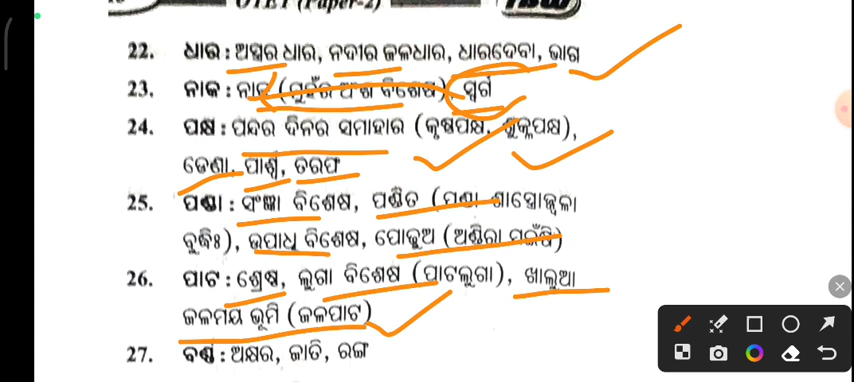 OTET (Paper-2)
22. ଧାର : ଅସ୍ତ୍ରର ଧାର, ନଦୀର ଜଳଧାର, ଧାରଦେବା, ଭାଗ
23. ନାକ : ନାକ (ମୁହଁର ଅଂଶ ବିଶେଷ), ସ୍ୱର୍ଗ
24. ପକ୍ଷ : ପନ୍ଦର ଦିନର ସମାହାର (କୃଷ୍ଣପକ୍ଷ, ଶୁକ୍ଳପକ୍ଷ),
ଡେଣା, ପାର୍ଶ୍ୱ, ତରଫ
25. ପଣ୍ଡା : ସଂଜ୍ଞା ବିଶେଷ, ପଣ୍ଡିତ (ପଣ୍ଡା ଶାସ୍ତ୍ରୋଜ୍ଜ୍ୱଳା
ବୁଦ୍ଧିଃ), ଉପାଧି ବିଶେଷ, ପୋଢୁଅ (ଅଣ୍ଡିରା ମଇଁଷି)
26. ପାଟ : ଶ୍ରେଷ୍ଠ, ଲୁଗା ବିଶେଷ (ପାଟଲୁଗା), ଖାଲୁଆ
ଜଳମୟ ଭୂମି (ଜଳପାଟ)
27. ବର୍ଣ୍ଣ : ଅକ୍ଷର, ଜାତି, ରଙ୍ଗ